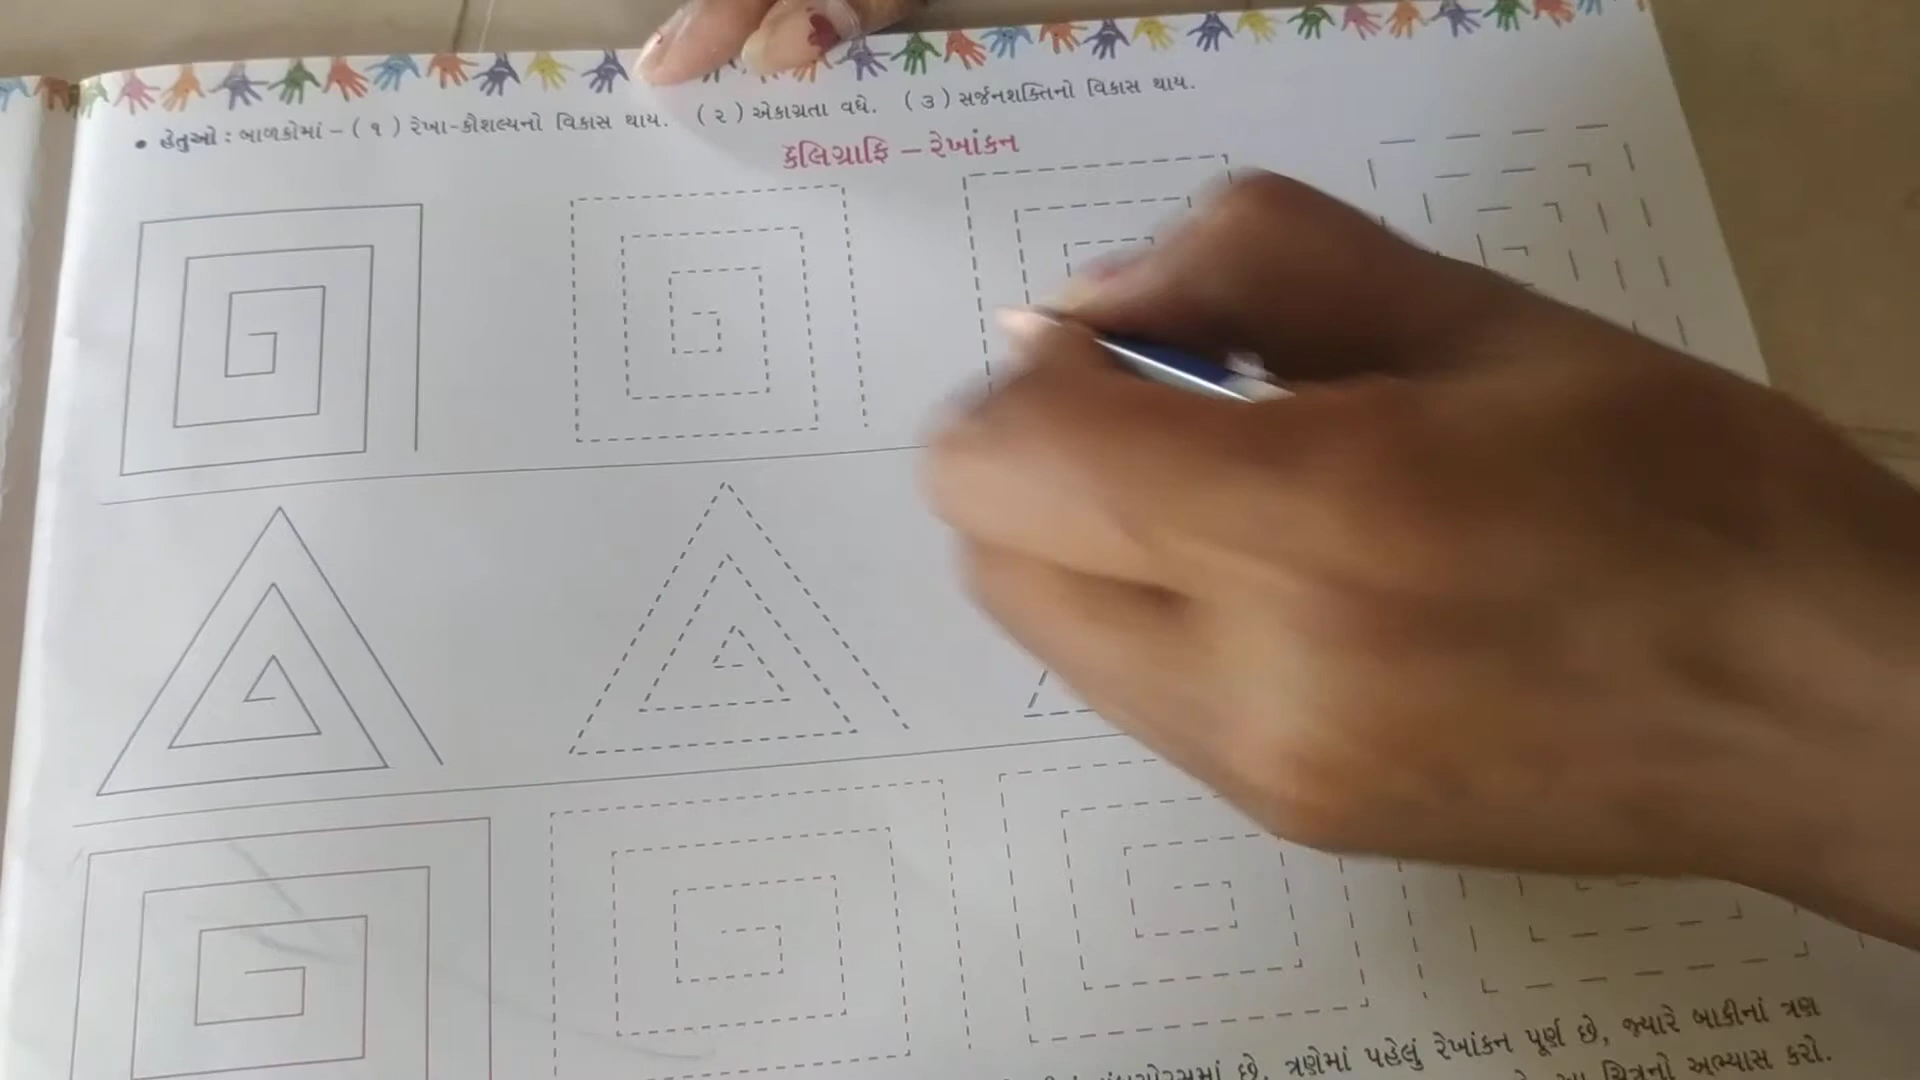 • હેતુઓ : બાળકોમાં – ( ૧ ) રેખા-કૌશલ્યનો વિકાસ થાય. ( ૨ ) એકાગ્રતા વધે. ( ૩ ) સર્જનશક્તિનો વિકાસ થાય.
કૅલિગ્રાફિ – રેખાંકન
છે. ત્રણેમાં પહેલું રેખાંકન પૂર્ણ છે, જ્યારે બાકીનાં ત્રણ
ચિત્રનો અભ્યાસ કરો.